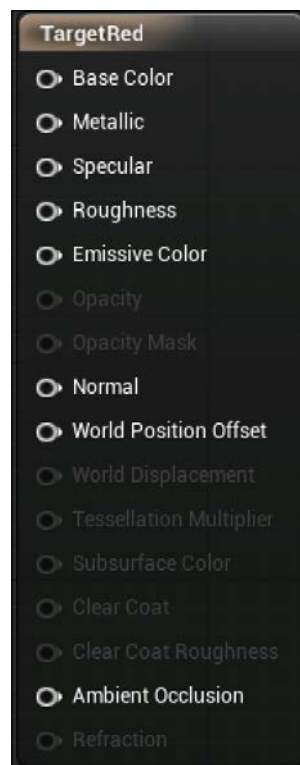 TargetRed
Base Color
Metallic
Specular
Roughness
Emissive Color
Opacity
Opacity Mask
Normal
World Position Offset
World Displacement
Tessellation Multiplier
Subsurface Color
Clear Coat
Clear Coat Roughness
Ambient Occlusion
Refraction